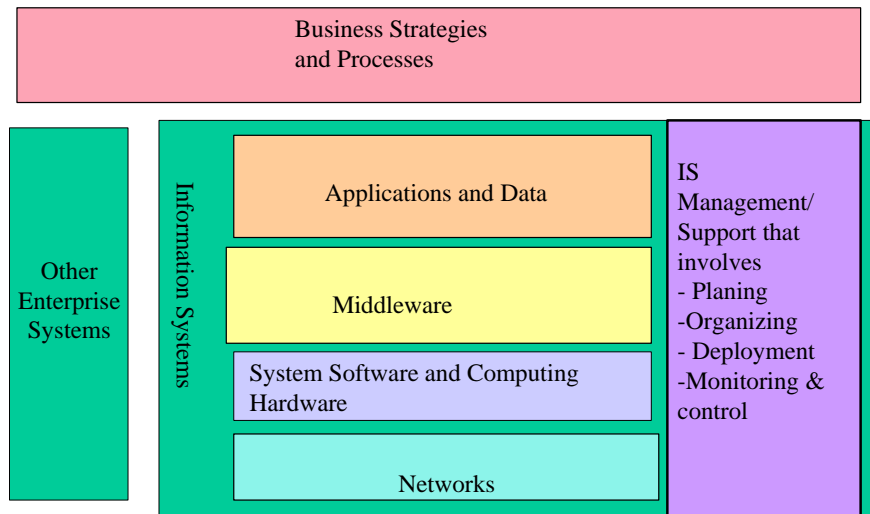 Business Strategies
and Processes
Other
Enterprise
Systems
Information Systems
Applications and Data
Middleware
System Software and Computing
Hardware
Networks
IS
Management/
Support that
involves
- Planing
-Organizing
- Deployment
-Monitoring &
control